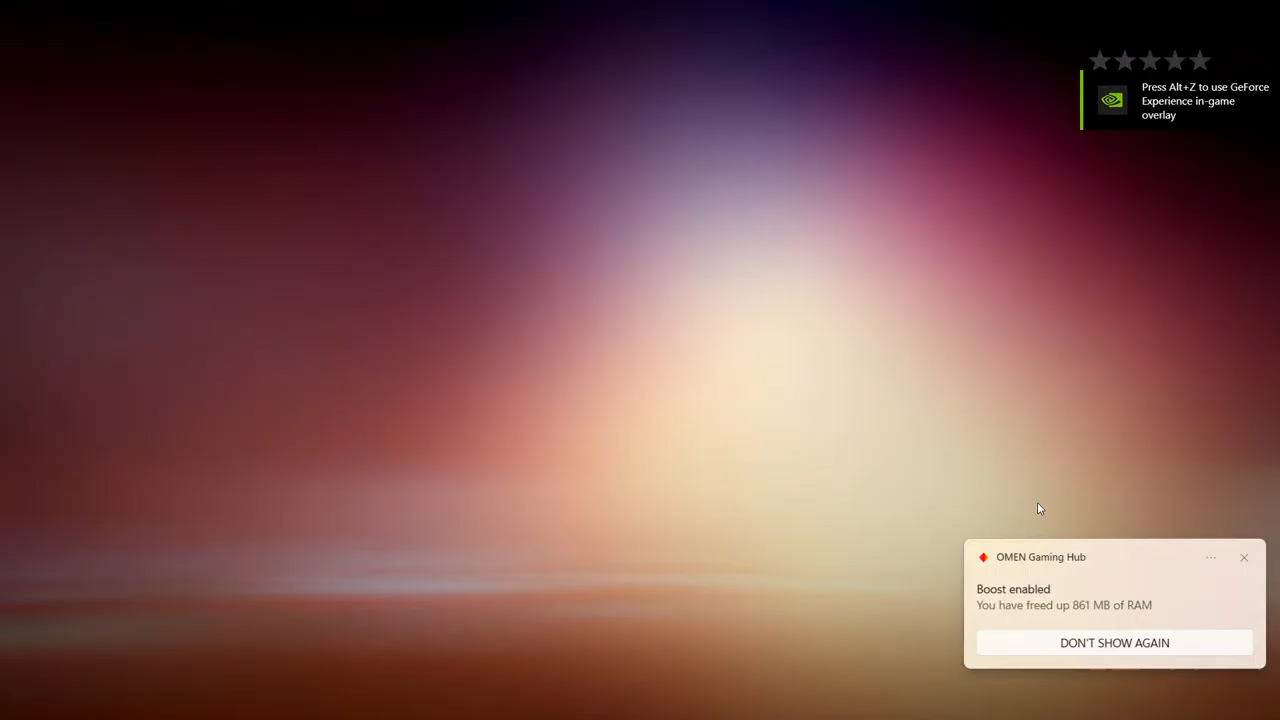 Press Alt+Z to use GeForce
Experience in-game
overlay
OMEN Gaming Hub
Boost enabled
You have freed up 861 MB of RAM
DON'T SHOW AGAIN